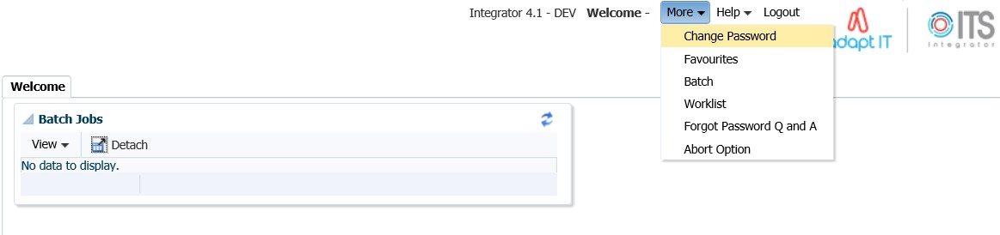 Integrator 4.1 - DEV Welcome - More Help Logout
Change Password
adapt IT
ITS
Integrator
Favourites
Batch
Worklist
Forgot Password Q and A
Abort Option
Welcome
Batch Jobs
View Detach
No data to display.